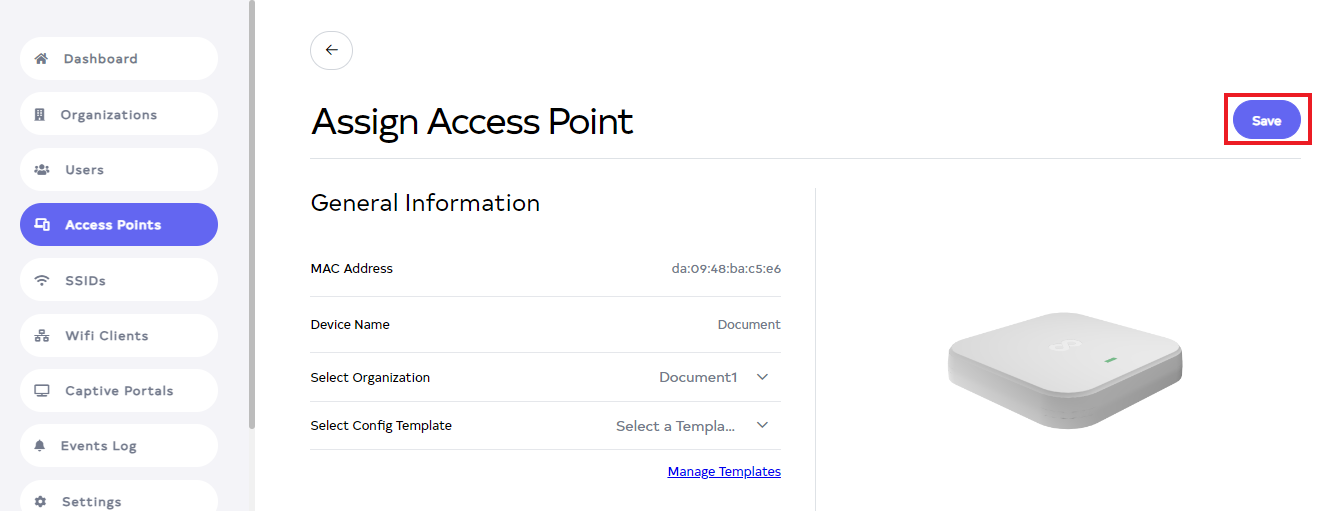 Dashboard
Organizations
Users
Access Points
SSIDs
Wifi Clients
Captive Portals
Events Log
Settings
Assign Access Point
Save
General Information
MAC Address da:09:48:ba:c5:e6
Device Name Document
Select Organization Document1
Select Config Template Select a Templa...
Manage Templates